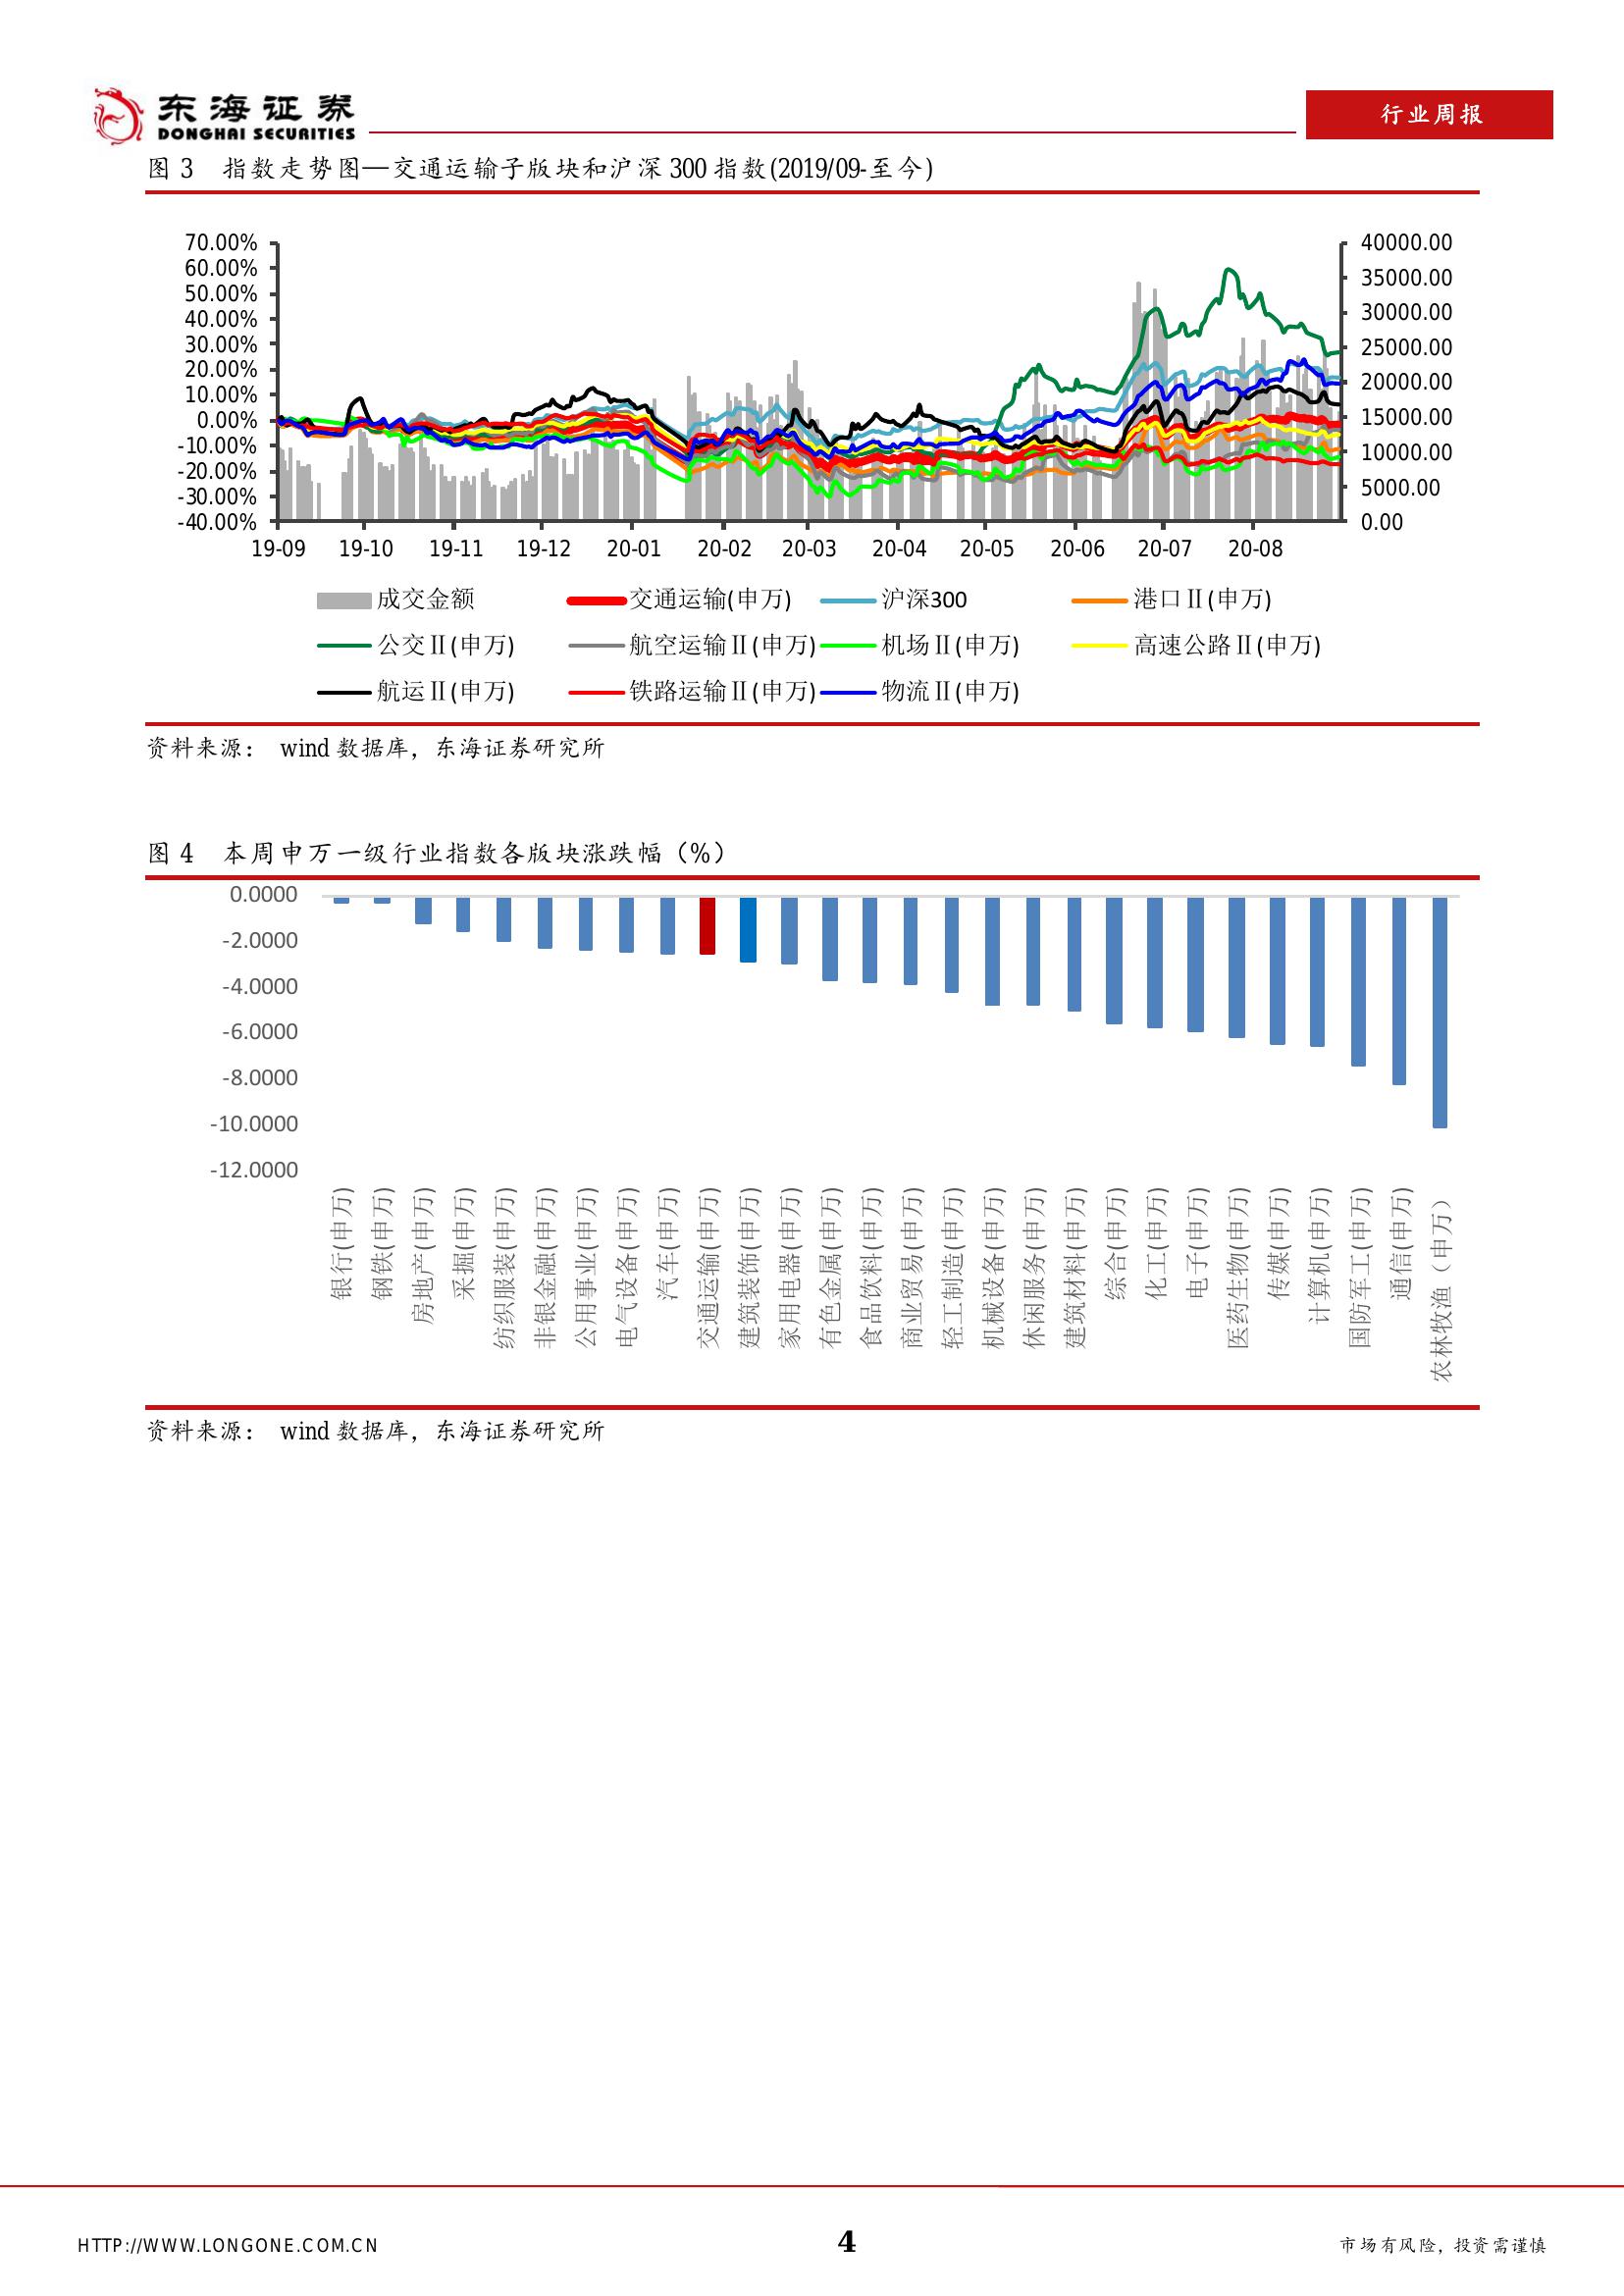 东海证券
DONGHAI SECURITIES
行业周报
图 3 指数走势图—交通运输子版块和沪深 300 指数(2019/09-至今)
70.00%
60.00%
50.00%
40.00%
30.00%
20.00%
10.00%
0.00%
-10.00%
-20.00%
-30.00%
-40.00%
40000.00
35000.00
30000.00
25000.00
20000.00
15000.00
10000.00
5000.00
0.00
19-09 19-10 19-11 19-12 20-01 20-02 20-03 20-04 20-05 20-06 20-07 20-08
成交金额 交通运输(申万) 沪深300 港口Ⅱ(申万)
公交Ⅱ(申万) 航空运输Ⅱ(申万) 机场Ⅱ(申万) 高速公路Ⅱ(申万)
航运Ⅱ(申万) 铁路运输Ⅱ(申万) 物流Ⅱ(申万)
资料来源： wind 数据库，东海证券研究所
图 4 本周申万一级行业指数各版块涨跌幅（%）
0.0000
-2.0000
-4.0000
-6.0000
-8.0000
-10.0000
-12.0000
银行(申万)
钢铁(申万)
房地产(申万)
采掘(申万)
纺织服装(申万)
非银金融(申万)
公用事业(申万)
电气设备(申万)
汽车(申万)
交通运输(申万)
建筑装饰(申万)
家用电器(申万)
有色金属(申万)
食品饮料(申万)
商业贸易(申万)
轻工制造(申万)
机械设备(申万)
休闲服务(申万)
建筑材料(申万)
综合(申万)
化工(申万)
电子(申万)
医药生物(申万)
传媒(申万)
计算机(申万)
国防军工(申万)
通信(申万)
农林牧渔（申万）
资料来源： wind 数据库，东海证券研究所
HTTP://WWW.LONGONE.COM.CN
4
市场有风险，投资需谨慎